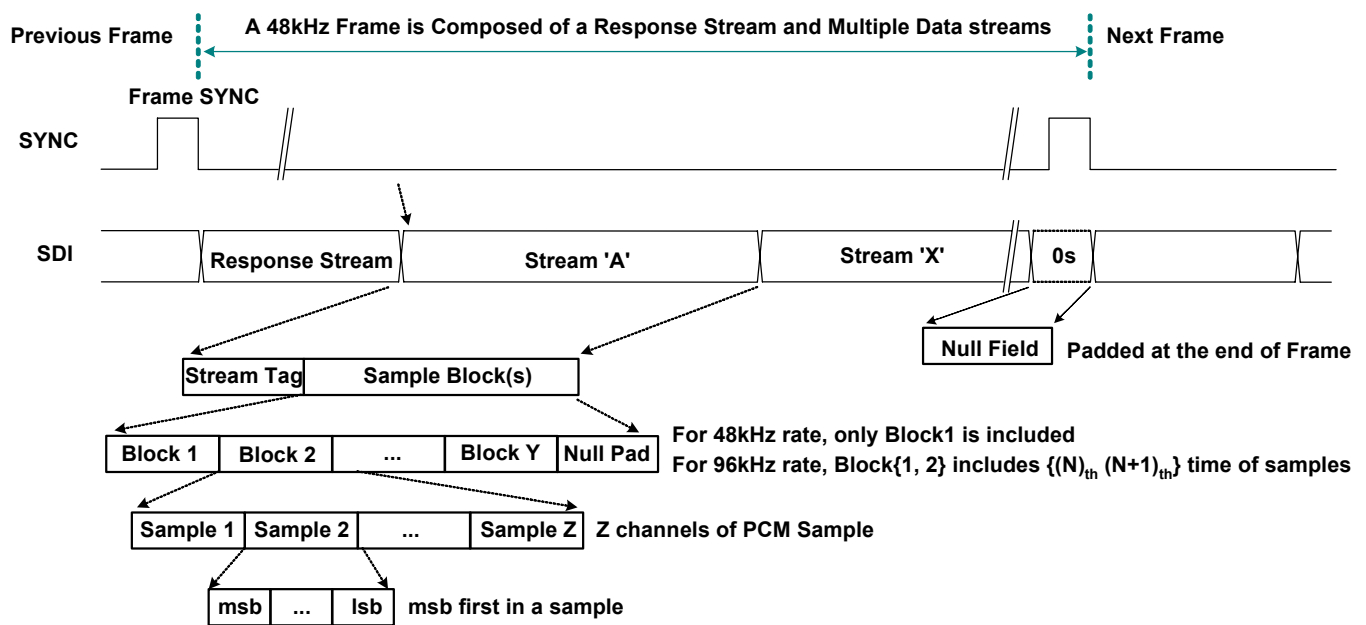 A 48kHz Frame is Composed of a Response Stream and Multiple Data streams
Previous Frame
Next Frame
Frame SYNC
SYNC
SDI
Response Stream
Stream 'A'
Stream 'X'
0s
Null Field
Padded at the end of Frame
Stream Tag
Sample Block(s)
Block 1
Block 2
...
Block Y
Null Pad
For 48kHz rate, only Block1 is included
For 96kHz rate, Block{1, 2} includes {(N)th (N+1)th} time of samples
Sample 1
Sample 2
...
Sample Z
Z channels of PCM Sample
msb
...
lsb
msb first in a sample